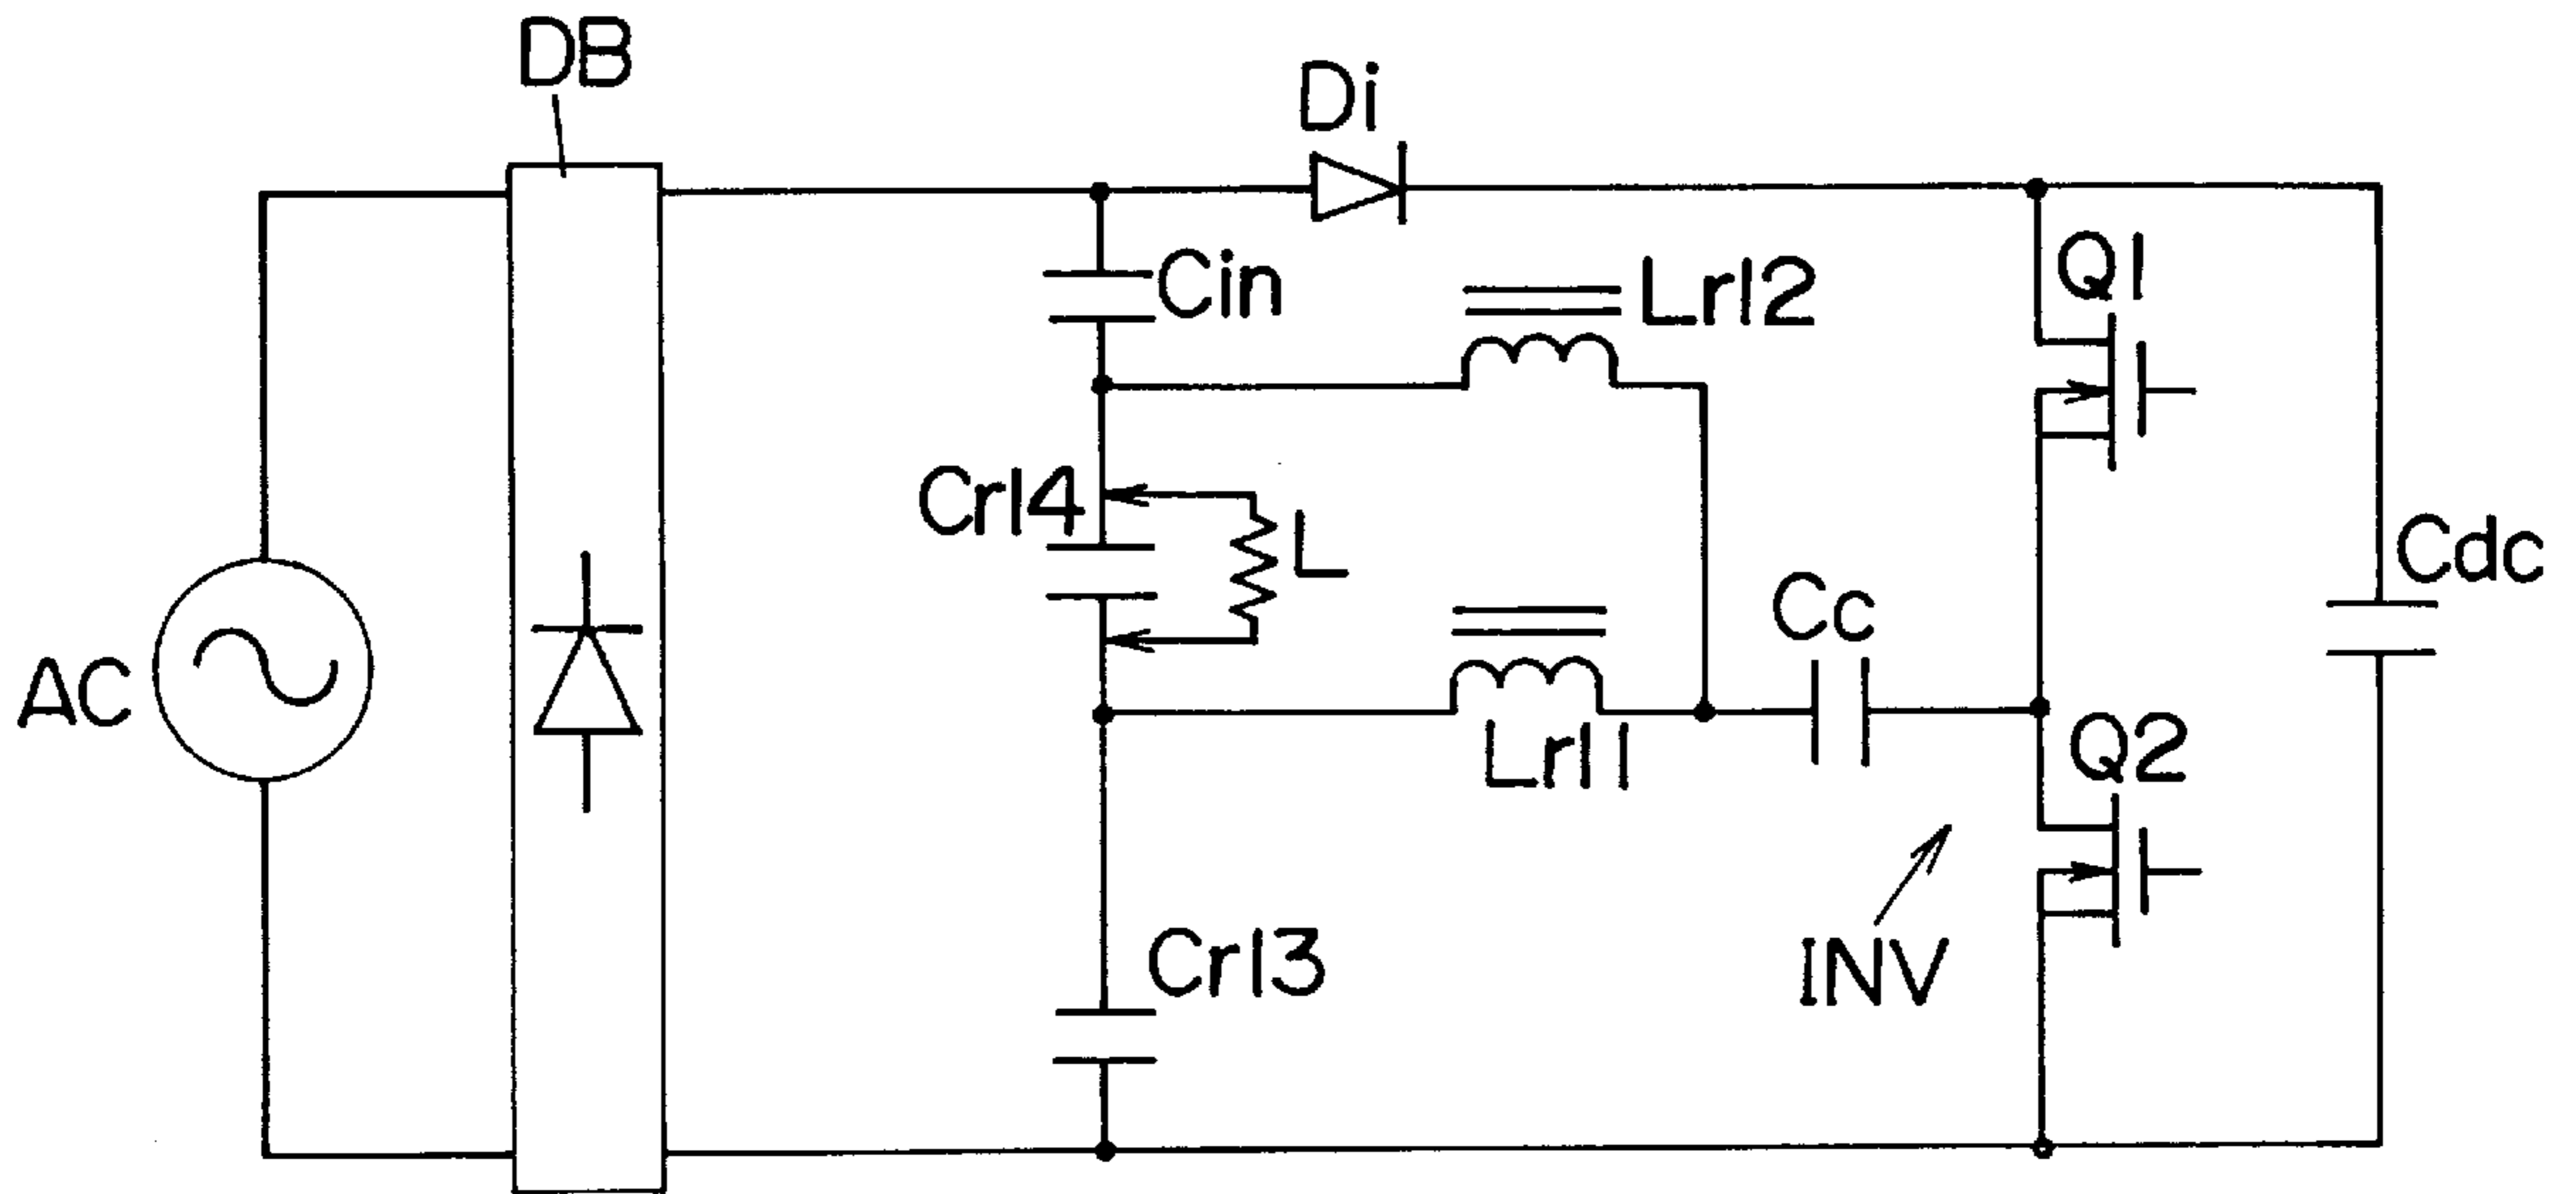 DB
Di
Cin
Lr12
Q1
Cr14
L
Cdc
Cc
AC
Lr11
Q2
Cr13
INV